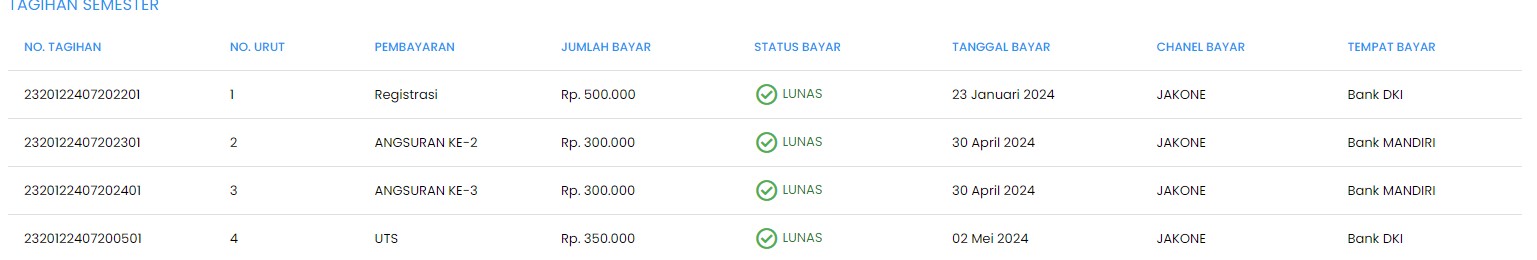 TAGIHAN SEMESTER
NO. TAGIHAN NO. URUT PEMBAYARAN JUMLAH BAYAR STATUS BAYAR TANGGAL BAYAR CHANEL BAYAR TEMPAT BAYAR
2320122407202201 1 Registrasi Rp. 500.000 LUNAS 23 Januari 2024 JAKONE Bank DKI
2320122407202301 2 ANGSURAN KE-2 Rp. 300.000 LUNAS 30 April 2024 JAKONE Bank MANDIRI
2320122407202401 3 ANGSURAN KE-3 Rp. 300.000 LUNAS 30 April 2024 JAKONE Bank MANDIRI
2320122407200501 4 UTS Rp. 350.000 LUNAS 02 Mei 2024 JAKONE Bank DKI